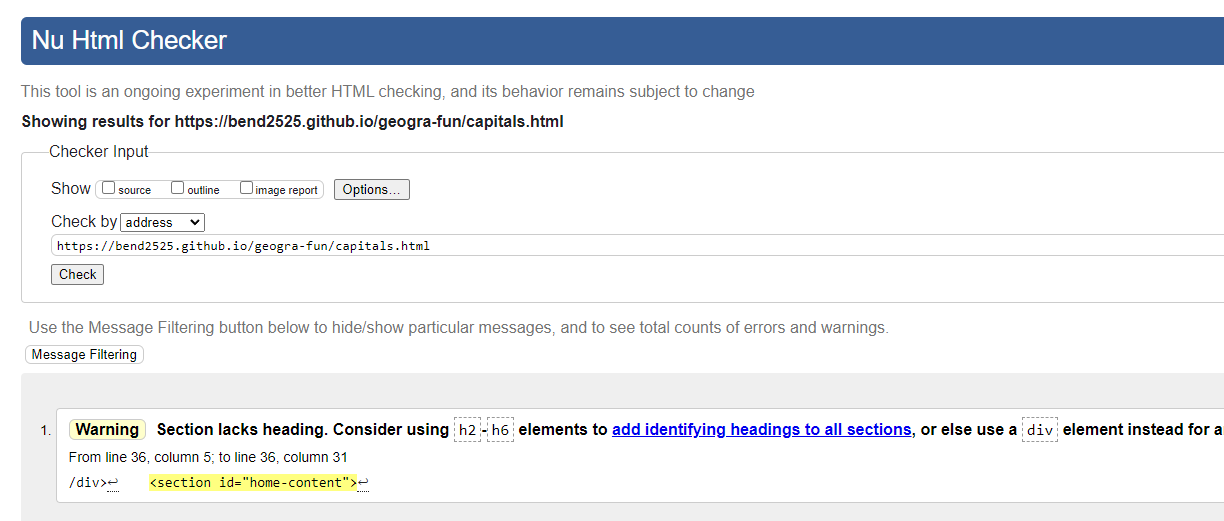 Nu Html Checker
This tool is an ongoing experiment in better HTML checking, and its behavior remains subject to change
Showing results for https://bend2525.github.io/geogra-fun/capitals.html
Checker Input
Show source outline image report Options...
Check by address
https://bend2525.github.io/geogra-fun/capitals.html
Check
Use the Message Filtering button below to hide/show particular messages, and to see total counts of errors and warnings.
Message Filtering
1. Warning Section lacks heading. Consider using h2-h6 elements to add identifying headings to all sections, or else use a div element instead for
From line 36, column 5; to line 36, column 31
/div>↩ <section id="home-content">↩